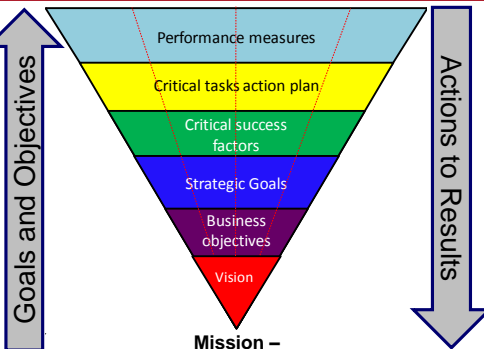 Performance measures
Critical tasks action plan
Critical success
factors
Strategic Goals
Business
objectives
Vision
Mission –
Goals and Objectives
Actions to Results